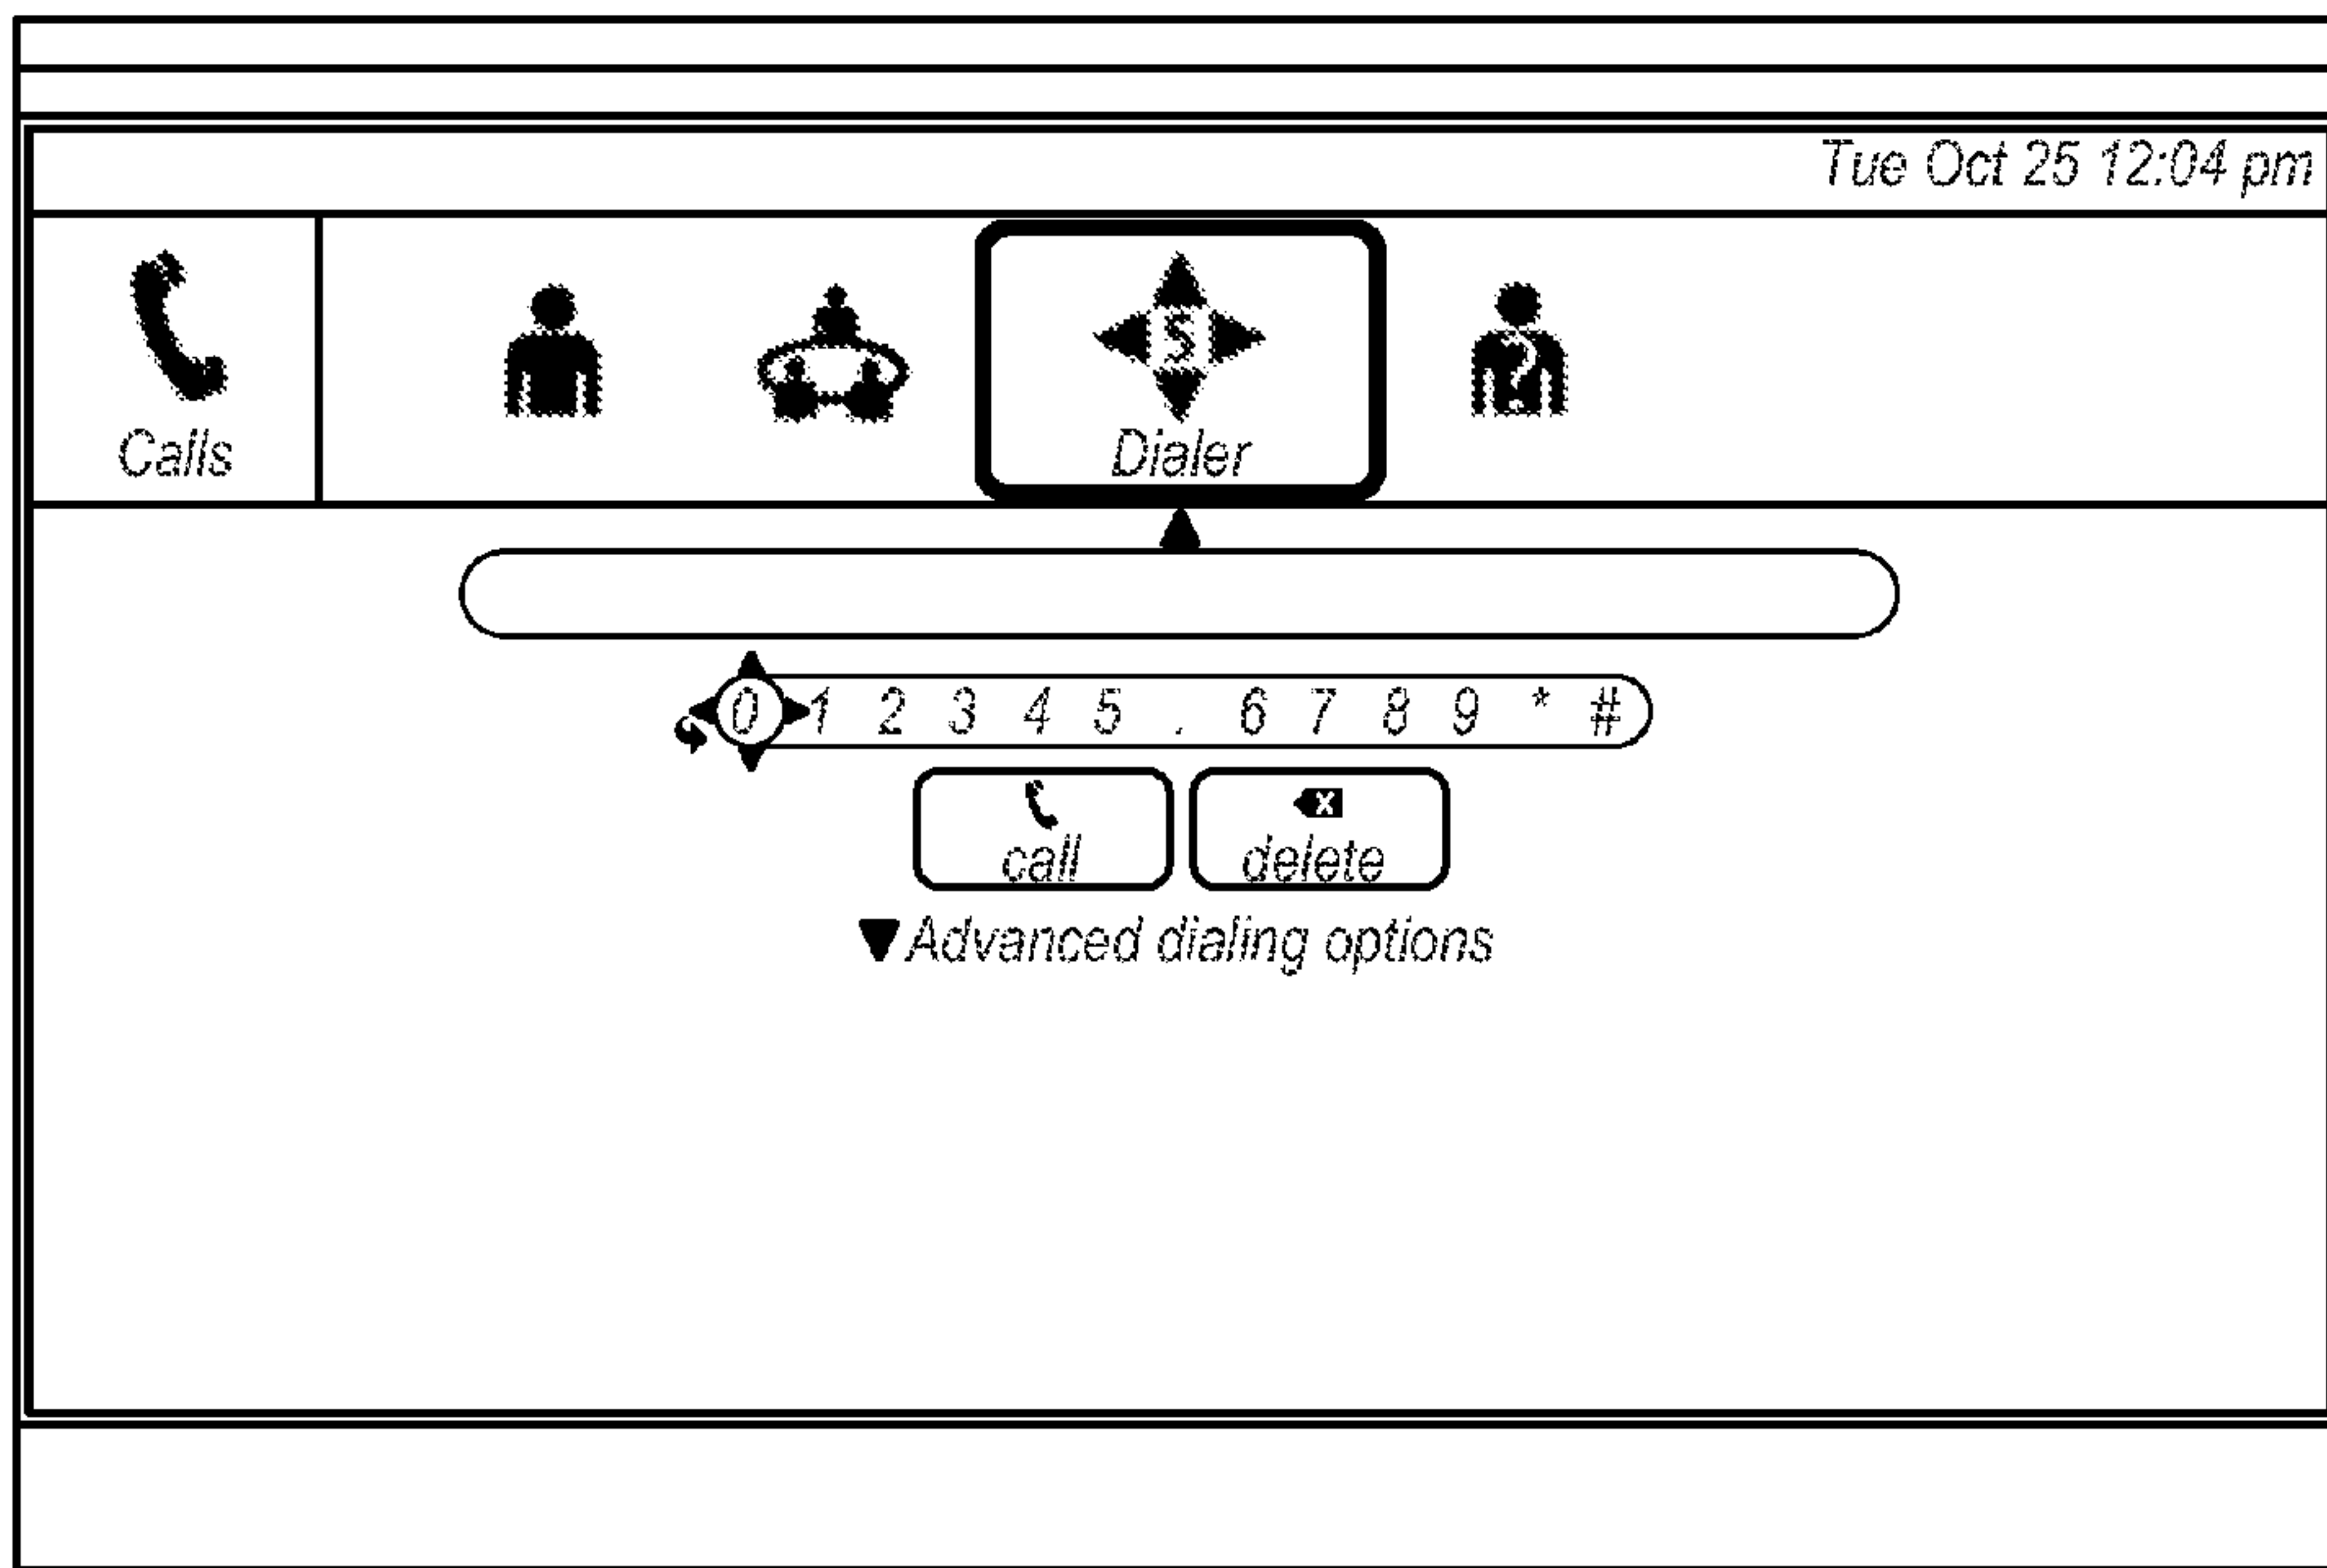 Tue Oct 25 12:04 pm
Calls
5
Dialer
0 1 2 3 4 5 . 6 7 8 9 * #
call
x
delete
Advanced dialing options